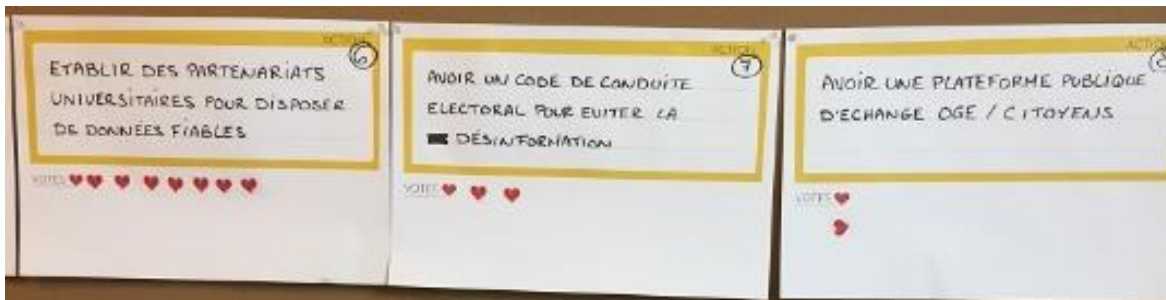 ACTION
6
ETABLIR DES PARTENARIATS
UNIVERSITAIRES POUR DISPOSER
DE DONNÉES FIABLES
VOTES
ACTION
7
AVOIR UN CODE DE CONDUITE
ELECTORAL POUR EVITER LA
DÉSINFORMATION
VOTES
ACTION
AVOIR UNE PLATEFORME PUBLIQUE
D'ECHANGE OGE / CITOYENS
VOTES